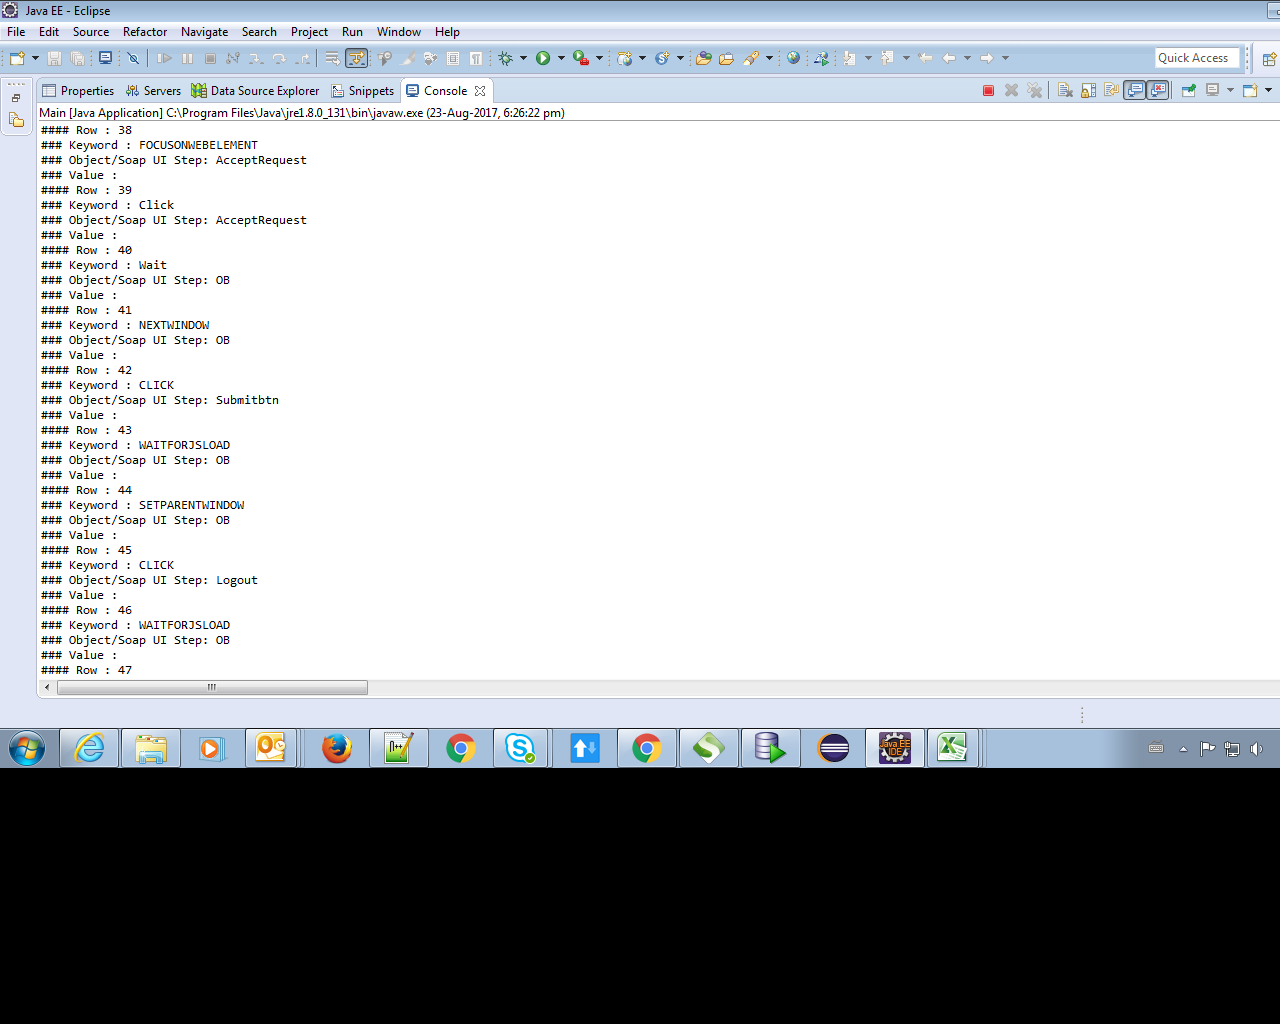 Java EE - Eclipse
File Edit Source Refactor Navigate Search Project Run Window Help
Quick Access
Properties Servers Data Source Explorer Snippets Console
Main [Java Application] C:\Program Files\Java\jre1.8.0_131\bin\javaw.exe (23-Aug-2017, 6:26:22 pm)
#### Row : 38
### Keyword : FOCUSONWEBELEMENT
### Object/Soap UI Step: AcceptRequest
### Value :
#### Row : 39
### Keyword : Click
### Object/Soap UI Step: AcceptRequest
### Value :
#### Row : 40
### Keyword : Wait
### Object/Soap UI Step: OB
### Value :
#### Row : 41
### Keyword : NEXTWINDOW
### Object/Soap UI Step: OB
### Value :
#### Row : 42
### Keyword : CLICK
### Object/Soap UI Step: Submitbtn
### Value :
#### Row : 43
### Keyword : WAITFORJSLOAD
### Object/Soap UI Step: OB
### Value :
#### Row : 44
### Keyword : SETPARENTWINDOW
### Object/Soap UI Step: OB
### Value :
#### Row : 45
### Keyword : CLICK
### Object/Soap UI Step: Logout
### Value :
#### Row : 46
### Keyword : WAITFORJSLOAD
### Object/Soap UI Step: OB
### Value :
#### Row : 47
Java EE
IDE